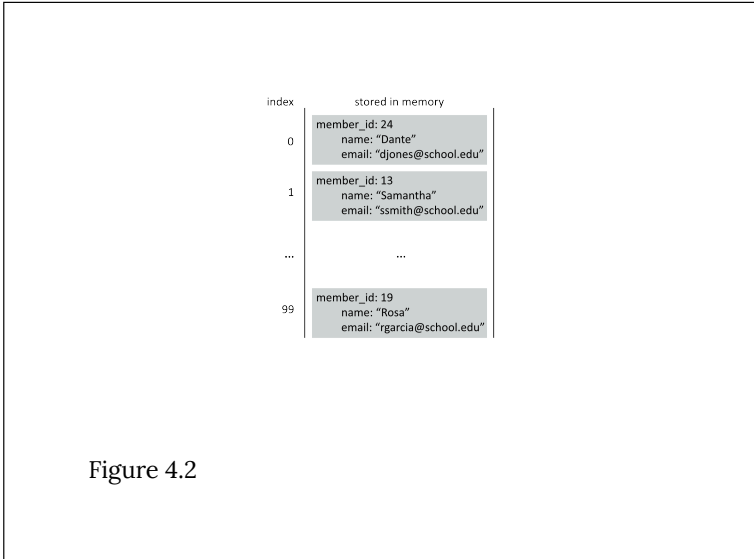 index stored in memory
0
member_id: 24
name: “Dante”
email: “djones@school.edu”
1
member_id: 13
name: “Samantha”
email: “ssmith@school.edu”
... ...
99
member_id: 19
name: “Rosa”
email: “rgarcia@school.edu”
Figure 4.2